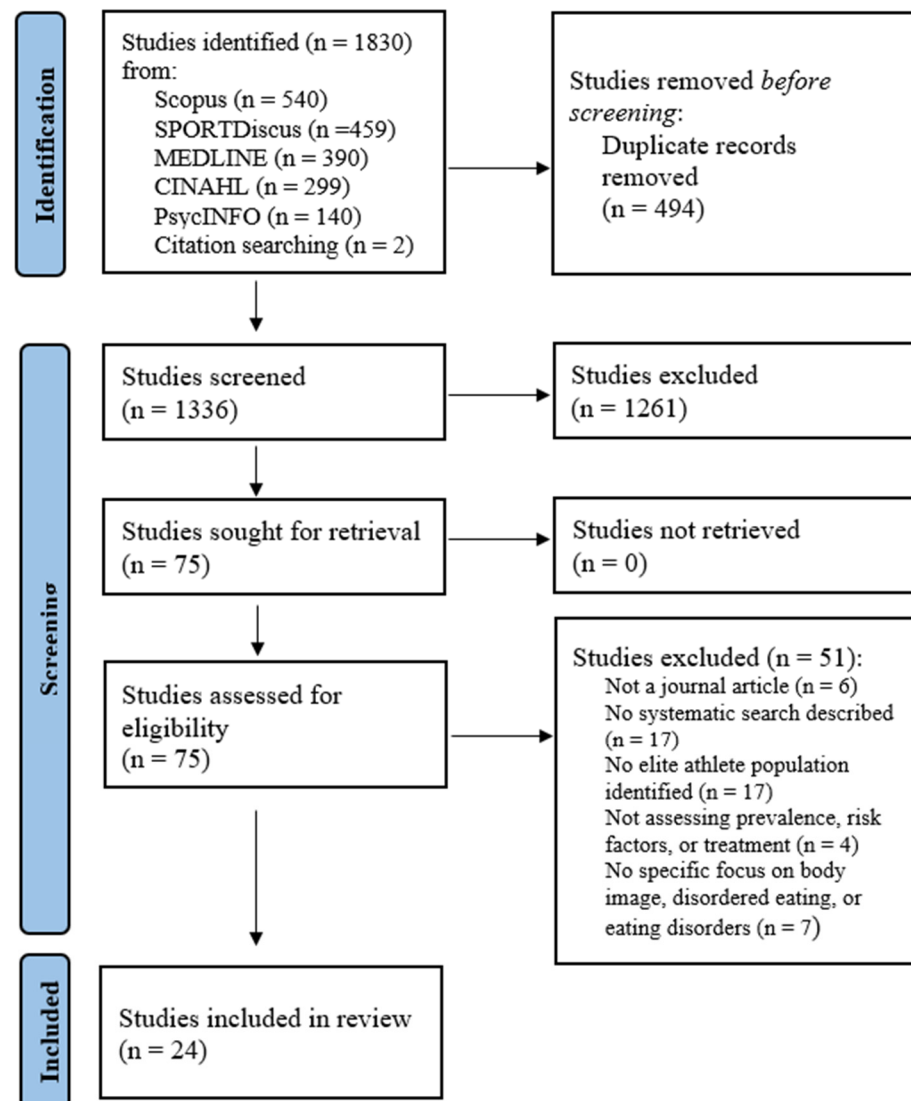 Identification
Studies identified (n = 1830)
from:
Scopus (n = 540)
SPORTDiscus (n =459)
MEDLINE (n = 390)
CINAHL (n = 299)
PsycINFO (n = 140)
Citation searching (n = 2)
Studies removed before
screening:
Duplicate records
removed
(n = 494)
Screening
Studies screened
(n = 1336)
Studies excluded
(n = 1261)
Studies sought for retrieval
(n = 75)
Studies not retrieved
(n = 0)
Studies assessed for
eligibility
(n = 75)
Studies excluded (n = 51):
Not a journal article (n = 6)
No systematic search described
(n = 17)
No elite athlete population
identified (n = 17)
Not assessing prevalence, risk
factors, or treatment (n = 4)
No specific focus on body
image, disordered eating, or
eating disorders (n = 7)
Included
Studies included in review
(n = 24)